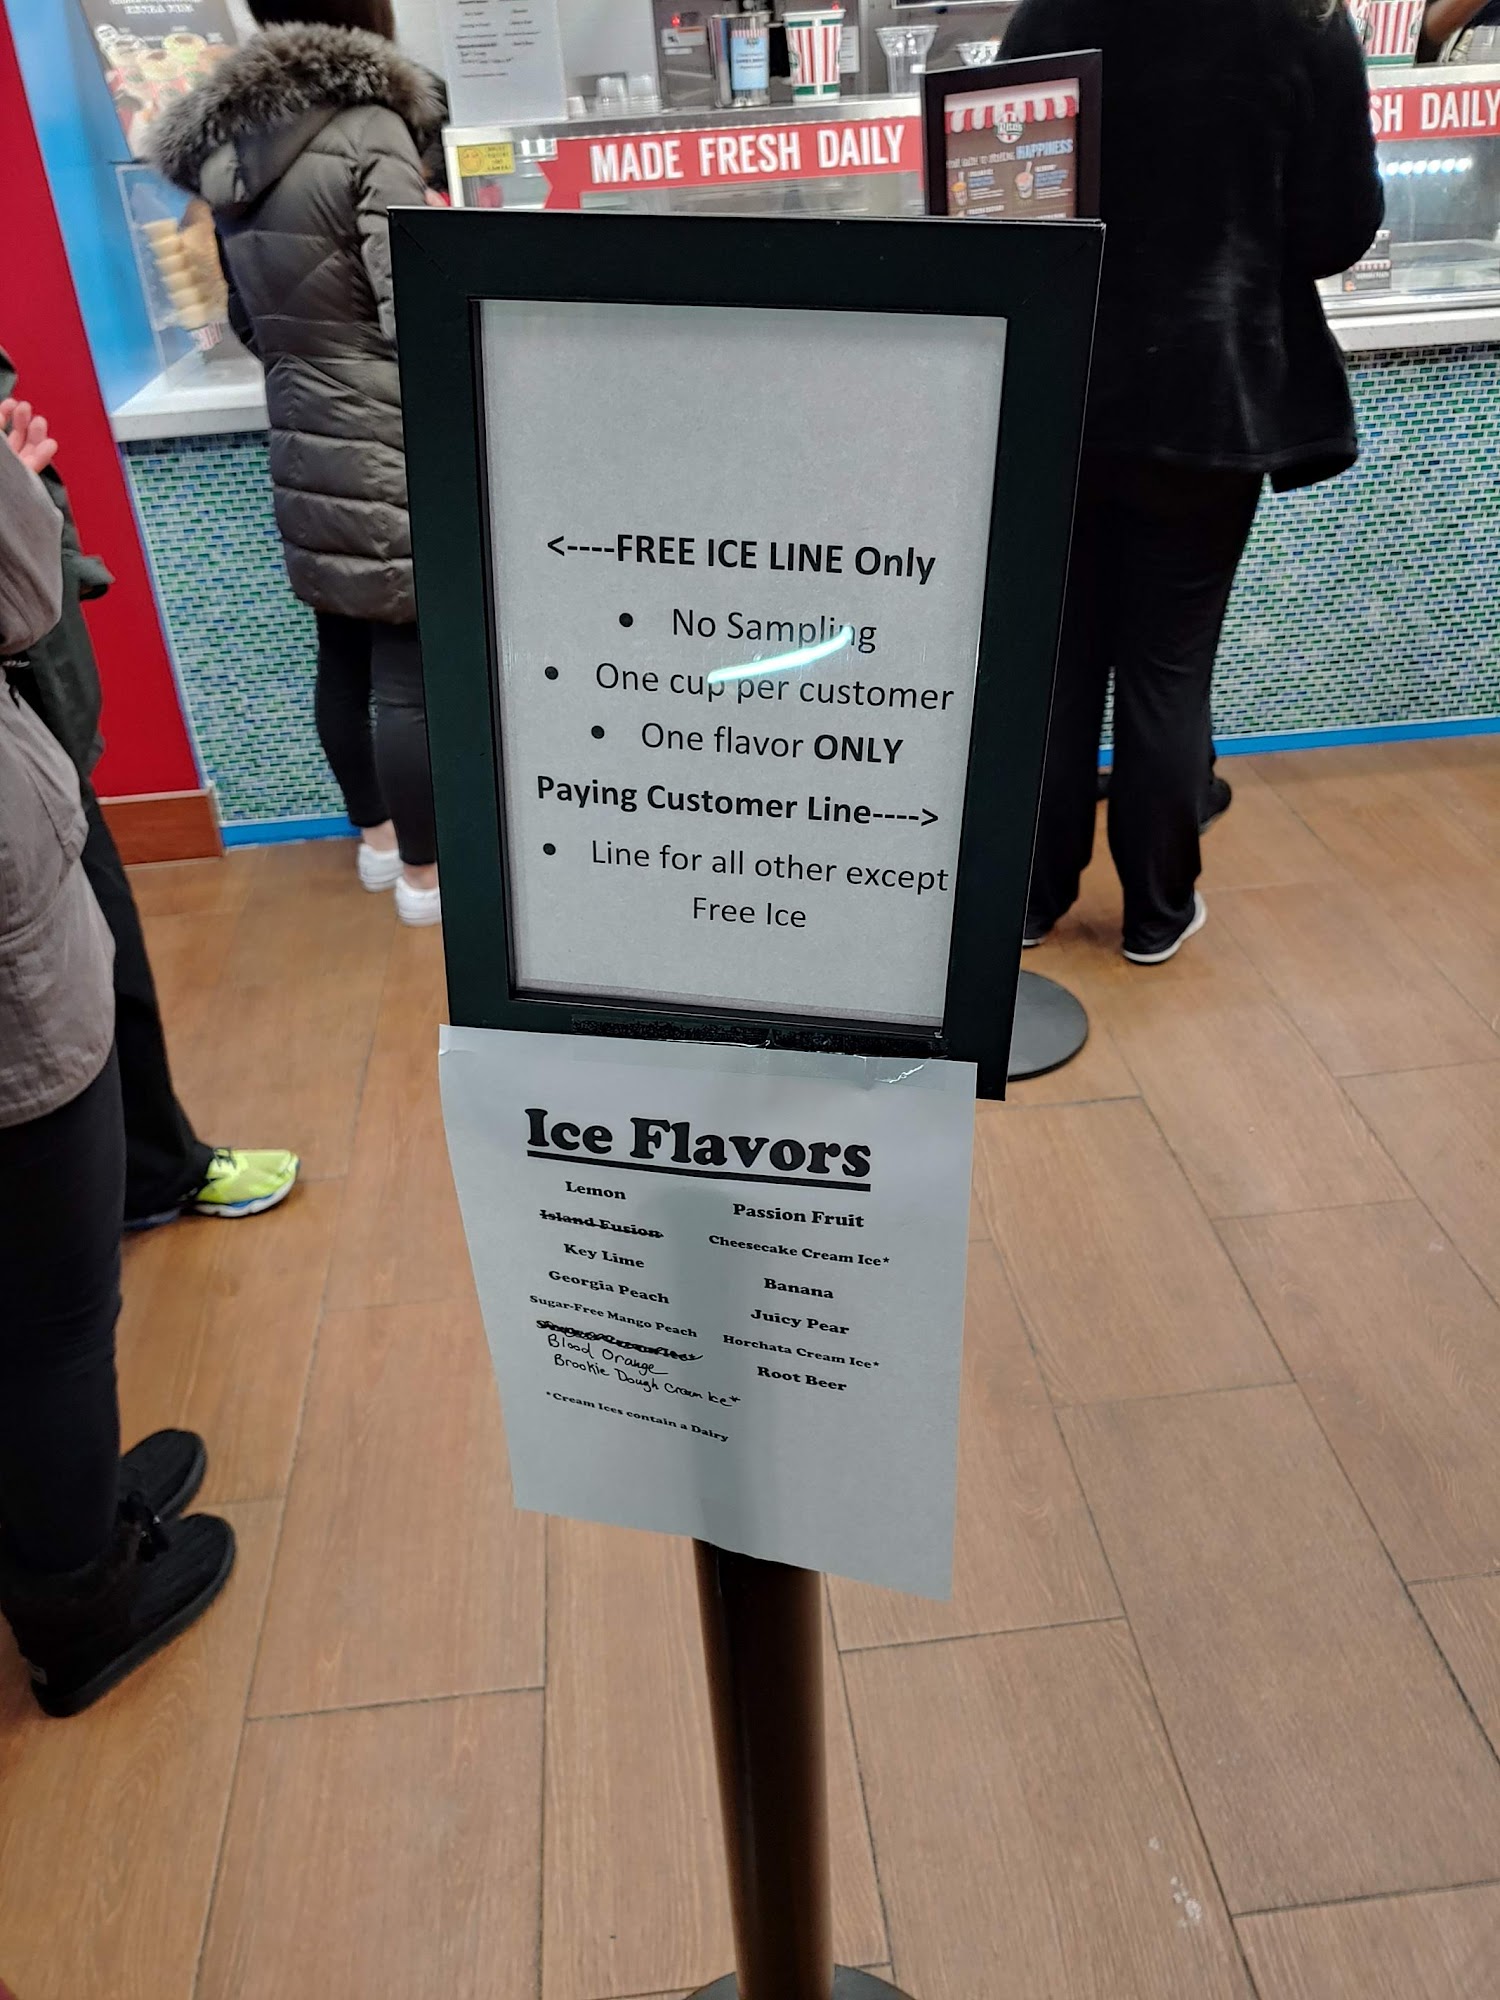 EXTRA FUN
MADE FRESH DAILY
SH DAILY
HAPPINESS
<----FREE ICE LINE Only
• No Sampling
• One cup per customer
• One flavor ONLY
Paying Customer Line---->
• Line for all other except
Free Ice
Ice Flavors
Lemon
Island Fusion
Key Lime
Georgia Peach
Sugar-Free Mango Peach
Blood Orange
Brookie Dough Cream Ice*
Passion Fruit
Cheesecake Cream Ice*
Banana
Juicy Pear
Horchata Cream Ice*
Root Beer
*Cream Ices contain a Dairy